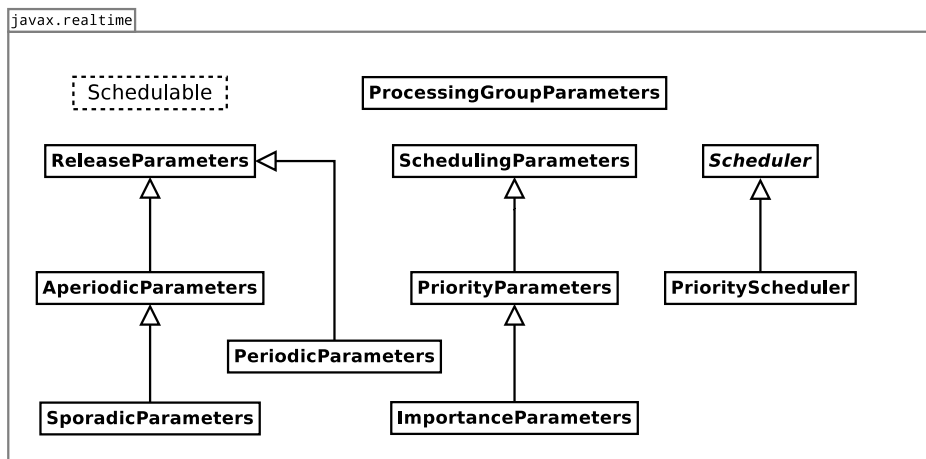 javax.realtime
Schedulable
ProcessingGroupParameters
ReleaseParameters
SchedulingParameters
Scheduler
AperiodicParameters
PriorityParameters
PriorityScheduler
PeriodicParameters
SporadicParameters
ImportanceParameters